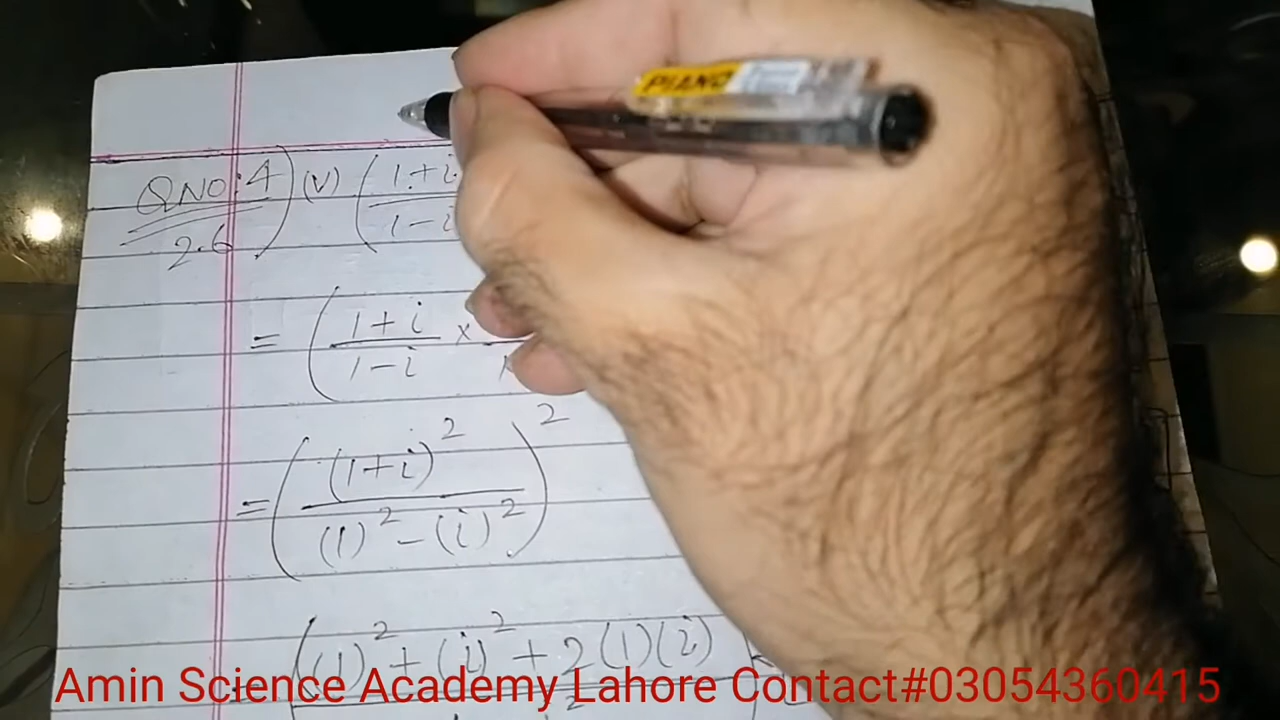 PIANO
Q NO:4) (V) (1+i
2.6 1-i
= (1+i ×
1-i
= ((1+i)²)²
(1)² - (i)²
(1)² + (i)² + 2(1)(i)
Amin Science Academy Lahore Contact#03054360415